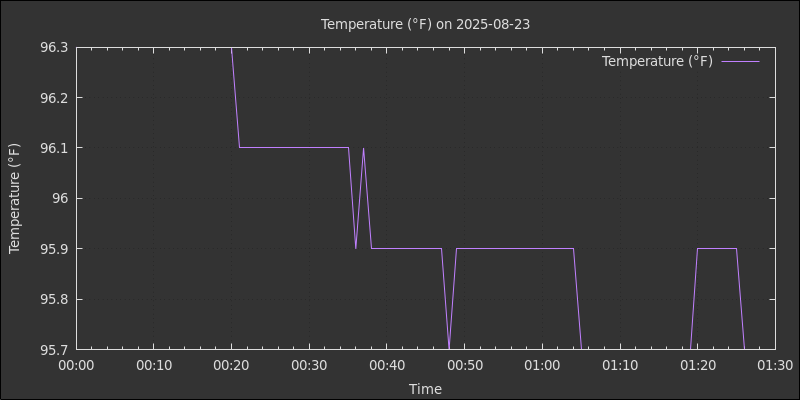 Temperature (°F) on 2025-08-23
Temperature (°F)
96.3
96.2
96.1
96
95.9
95.8
95.7
Temperature (°F)
00:00 00:10 00:20 00:30 00:40 00:50 01:00 01:10 01:20 01:30
Time